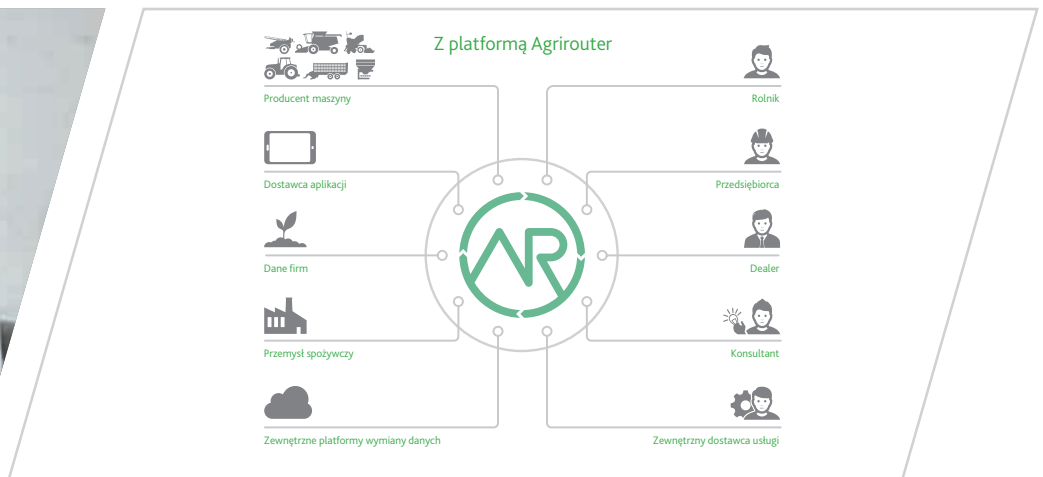 Z platformą Agrirouter
Producent maszyny
Rolnik
Dostawca aplikacji
Przedsiębiorca
AR
Dane firm
Dealer
Przemysł spożywczy
Konsultant
Zewnętrzne platformy wymiany danych
Zewnętrzny dostawca usługi